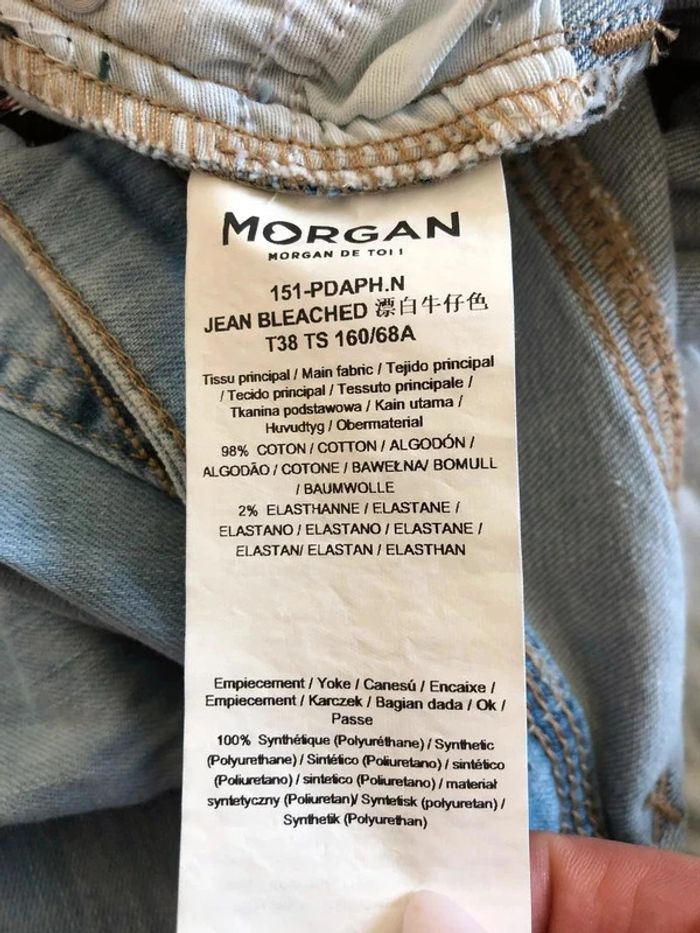 MORGAN
MORGAN DE TOI !
151-PDAPH.N
JEAN BLEACHED 漂白牛仔色
T38 TS 160/68A
Tissu principal / Main fabric / Tejido principal
/ Tecido principal / Tessuto principale /
Tkanina podstawowa / Kain utama /
Huvudtyg / Obermaterial
98% COTON / COTTON / ALGODÓN /
ALGODÃO / COTONE / BAWEŁNA/ BOMULL
/ BAUMWOLLE
2% ELASTHANNE / ELASTANE /
ELASTANO / ELASTANO / ELASTANE /
ELASTAN/ ELASTAN / ELASTHAN
Empiecement / Yoke / Canesú / Encaixe /
Empiecement / Karczek / Bagian dada / Ok /
Passe
100% Synthétique (Polyuréthane) / Synthetic
(Polyurethane) / Sintético (Poliuretano) / sintético
(Poliuretano) / sintetico (Poliuretano) / materiał
syntetyczny (Poliuretan)/ Syntetisk (polyuretan) /
Synthetik (Polyurethan)